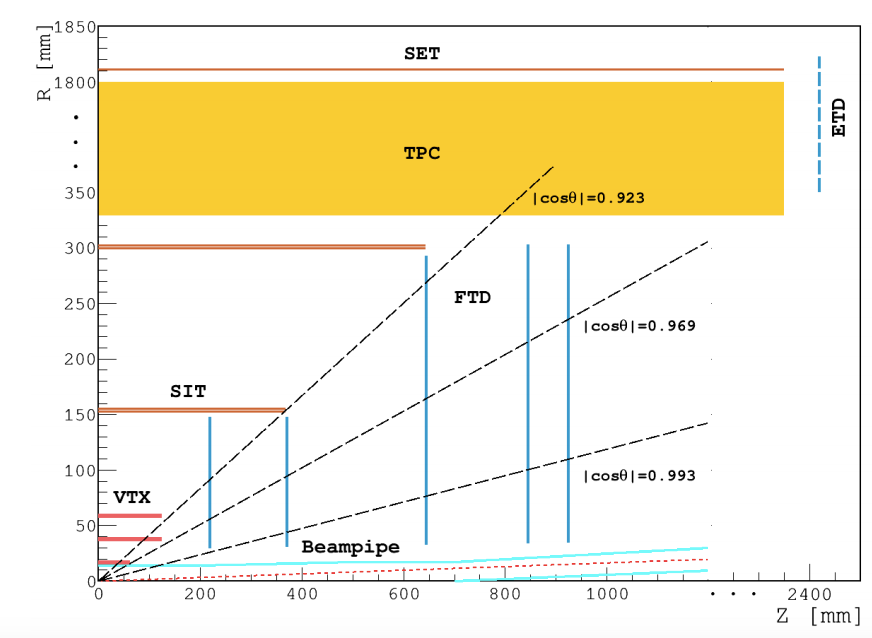 1850
R [mm]
SET
1800
ETD
TPC
350
|cosθ|=0.923
300
FTD
250
|cosθ|=0.969
200
SIT
150
100
|cosθ|=0.993
VTX
50
Beampipe
0
0 200 400 600 800 1000 2400
Z [mm]